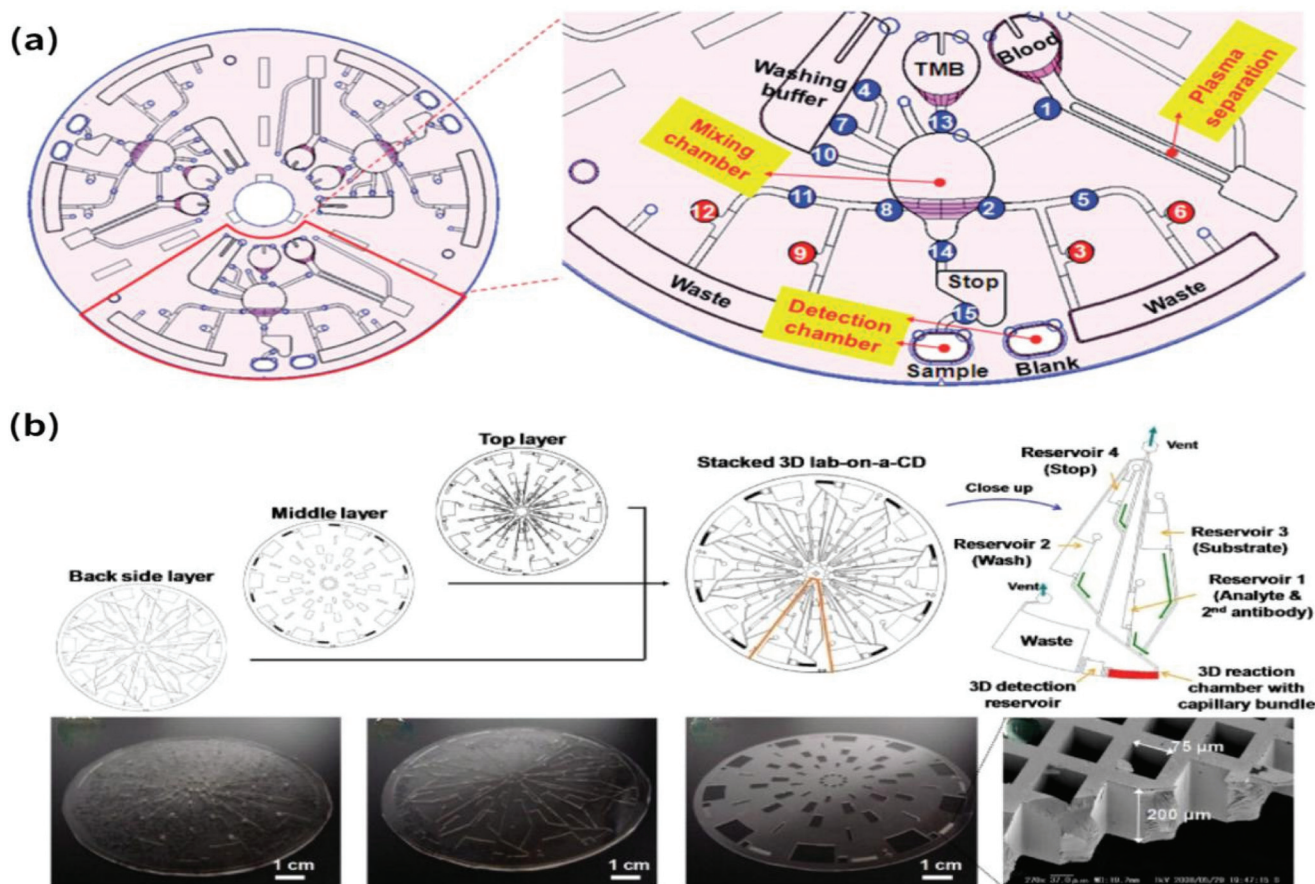 (a)
Washing
buffer
TMB
Blood
Plasma
separation
4
7
13
1
Mixing
chamber
10
11
12
8
2
5
6
9
14
3
Waste
Stop
Waste
Detection
chamber
15
Sample
Blank
(b)
Top layer
Middle layer
Back side layer
Stacked 3D lab-on-a-CD
Close up
Vent
Reservoir 4
(Stop)
Reservoir 2
(Wash)
Reservoir 3
(Substrate)
Vent
Reservoir 1
(Analyte &
2nd antibody)
Waste
3D detection
reservoir
3D reaction
chamber with
capillary bundle
1 cm
1 cm
1 cm
75 μm
200 μm